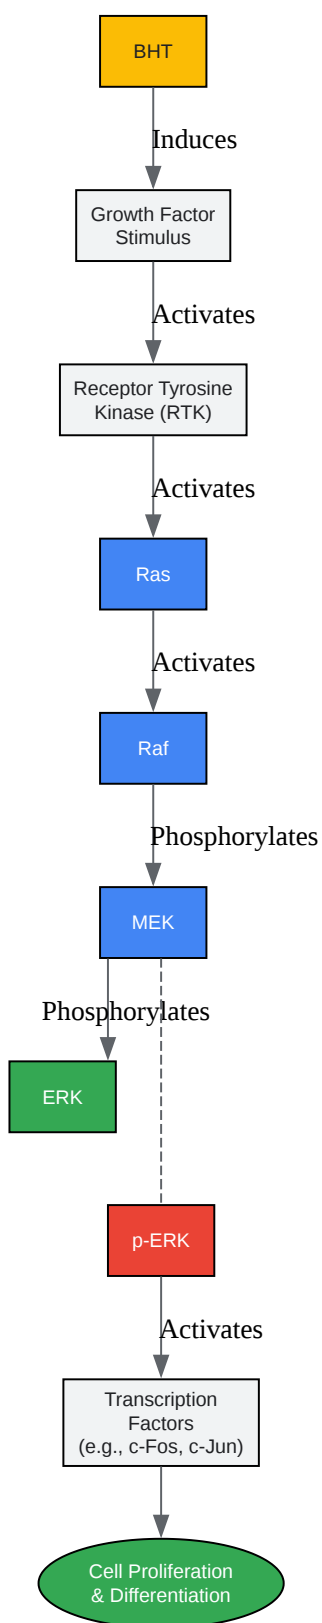 BHT
Induces
Growth Factor
Stimulus
Activates
Receptor Tyrosine
Kinase (RTK)
Activates
Ras
Activates
Raf
Phosphorylates
MEK
Phosphorylates
ERK
p-ERK
Activates
Transcription
Factors
(e.g., c-Fos, c-Jun)
Cell Proliferation
& Differentiation